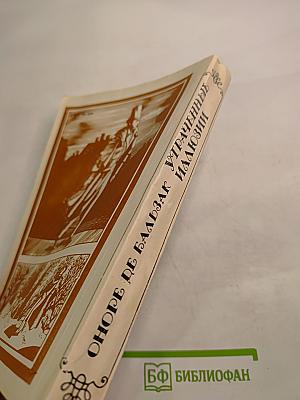 ОНОРЕ ДЕ БАЛЬЗАК
УТРАЧЕННЫЕ
ИЛЛЮЗИИ
БФ БИБЛИОФАН